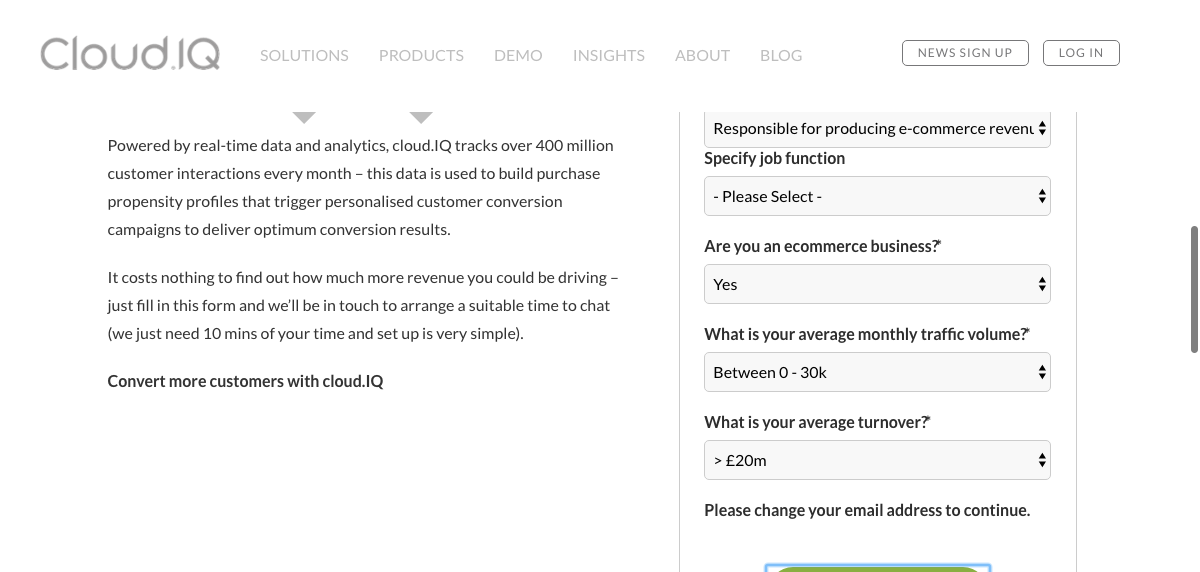 Cloud.IQ
SOLUTIONS PRODUCTS DEMO INSIGHTS ABOUT BLOG
NEWS SIGN UP LOG IN
Powered by real-time data and analytics, cloud.IQ tracks over 400 million
customer interactions every month – this data is used to build purchase
propensity profiles that trigger personalised customer conversion
campaigns to deliver optimum conversion results.
It costs nothing to find out how much more revenue you could be driving –
just fill in this form and we’ll be in touch to arrange a suitable time to chat
(we just need 10 mins of your time and set up is very simple).
Convert more customers with cloud.IQ
Responsible for producing e-commerce revenu
Specify job function
- Please Select -
Are you an ecommerce business?*
Yes
What is your average monthly traffic volume?*
Between 0 - 30k
What is your average turnover?*
> £20m
Please change your email address to continue.